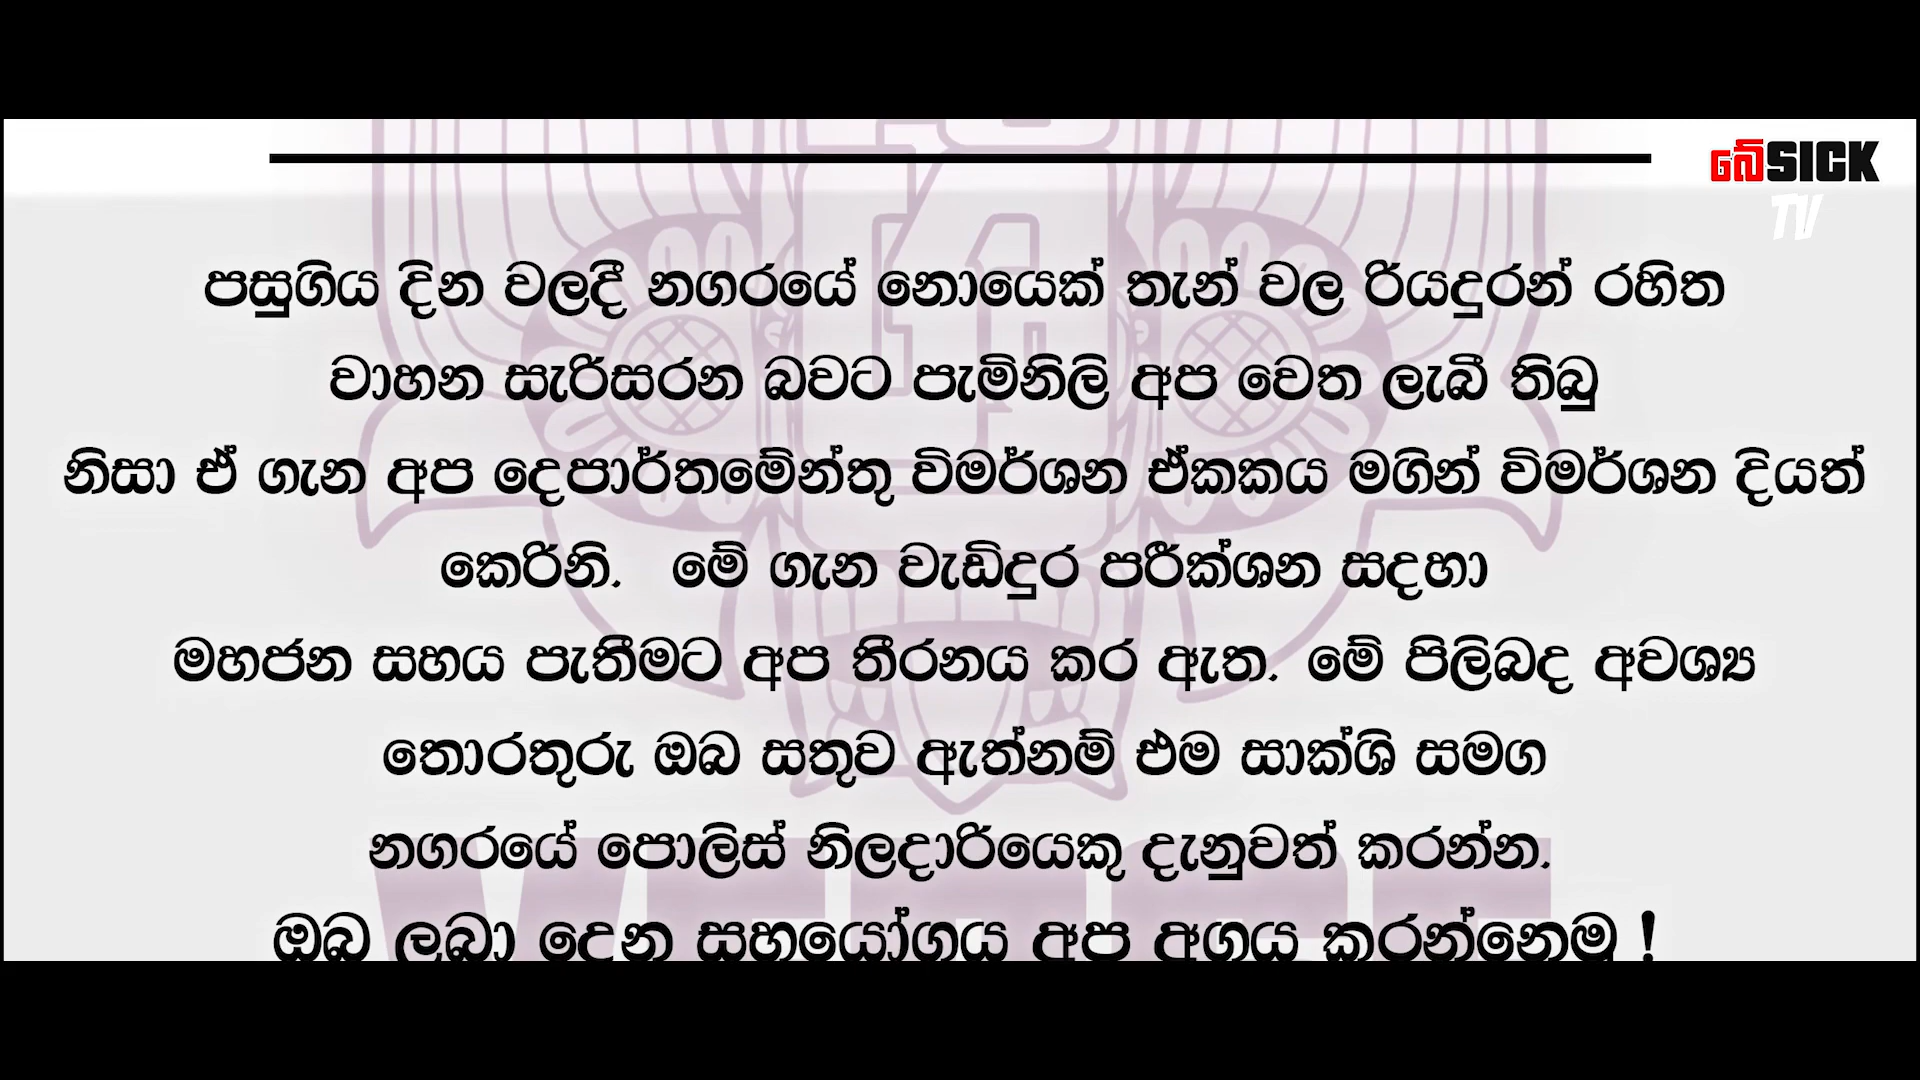 බේSICK
TV
පසුගිය දින වලදී නගරයේ නොයෙක් තැන් වල රියදුරන් රහිත
වාහන සැරිසරන බවට පැමිනිලි අප වෙත ලැබී තිබු
නිසා ඒ ගැන අප දෙපාර්තමේන්තු විමර්ශන ඒකකය මගින් විමර්ශන දියත්
කෙරිනි. මේ ගැන වැඩිදුර පරීක්ශන සදහා
මහජන සහය පැතීමට අප තීරනය කර ඇත. මේ පිලිබද අවශ්‍ය
තොරතුරු ඔබ සතුව ඇත්නම් එම සාක්ශි සමග
නගරයේ පොලිස් නිලදාරියෙකු දැනුවත් කරන්න.
ඔබ ලබා දෙන සහයෝගය අප අගය කරන්නෙමු !